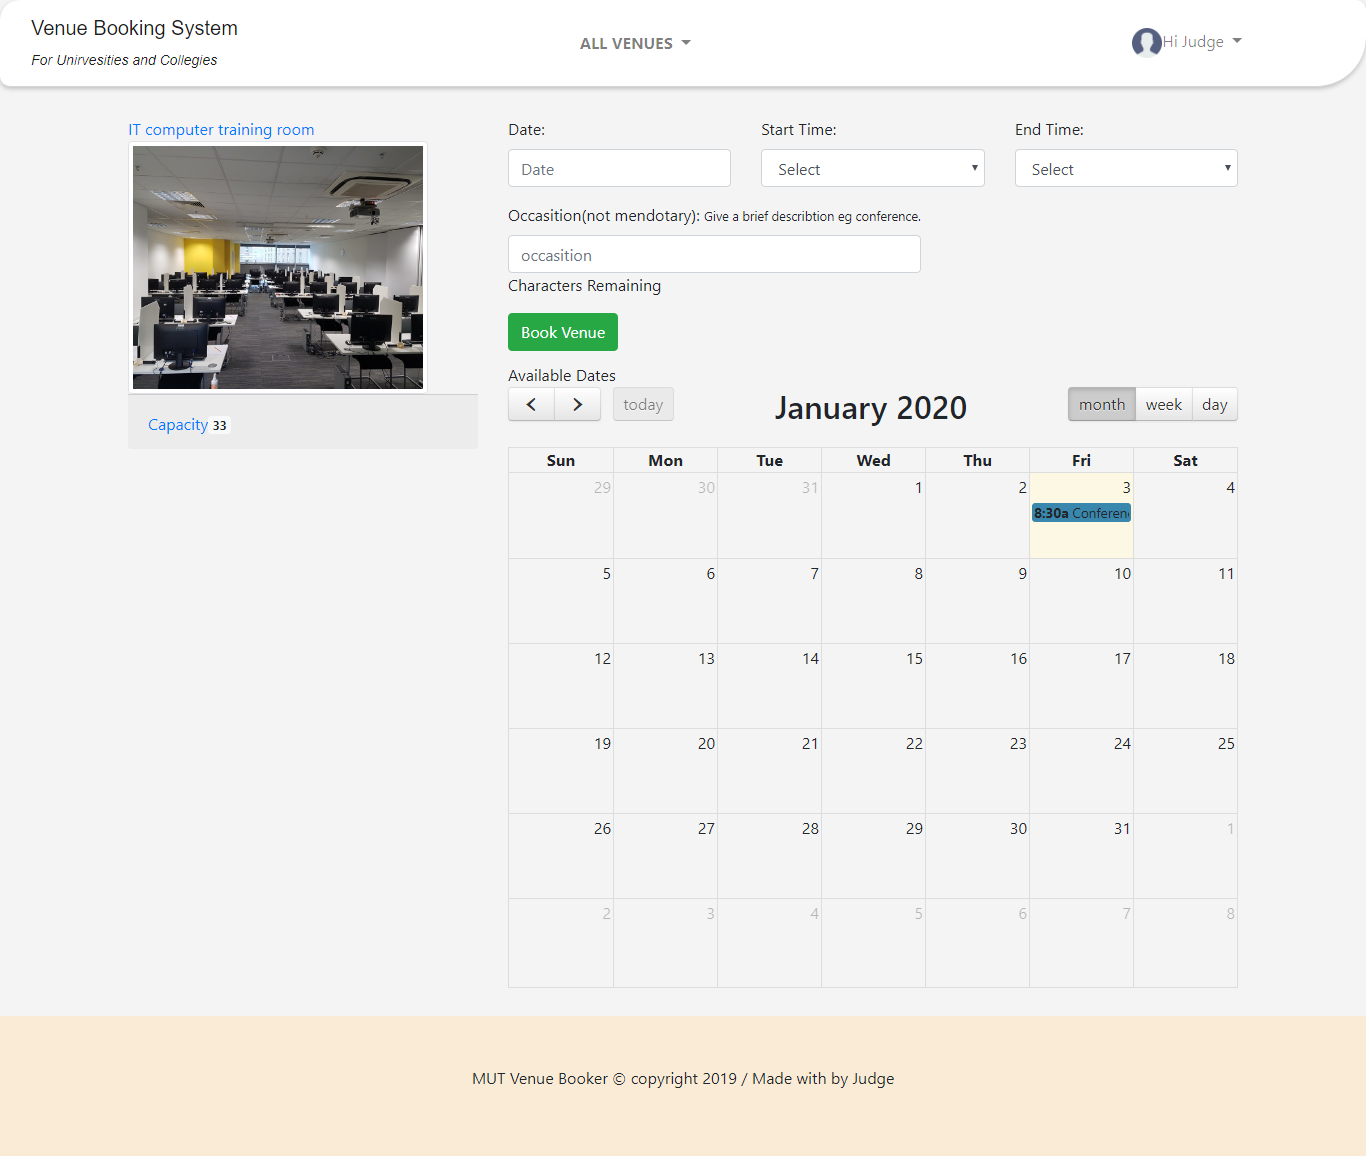 Venue Booking System
For Unirvesities and Collegies
ALL VENUES
Hi Judge
IT computer training room
Capacity 33
Date:
Start Time:
End Time:
Date
Select
Select
Occasition(not mendotary): Give a brief describtion eg conference.
occasition
Characters Remaining
Book Venue
Available Dates
today
January 2020
month week day
Sun Mon Tue Wed Thu Fri Sat
29 30 31 1 2 3 4
8:30a Conferen
5 6 7 8 9 10 11
12 13 14 15 16 17 18
19 20 21 22 23 24 25
26 27 28 29 30 31 1
2 3 4 5 6 7 8
MUT Venue Booker © copyright 2019 / Made with by Judge